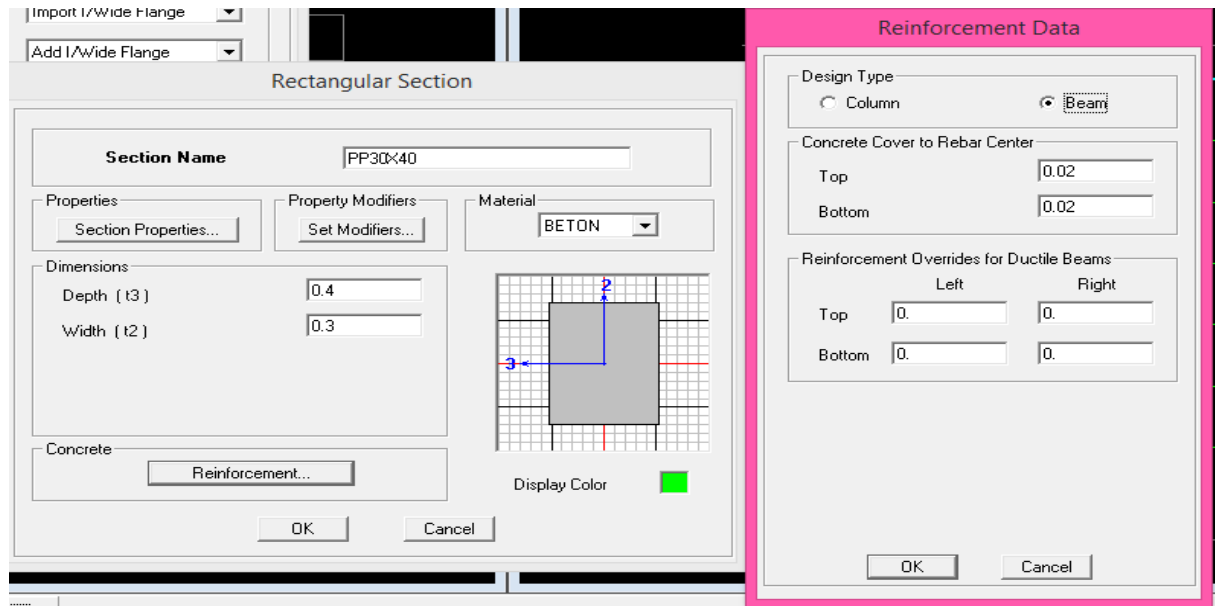 Import I/Wide Flange
Add I/Wide Flange
Rectangular Section
Section Name
PP30X40
Properties
Section Properties...
Property Modifiers
Set Modifiers...
Material
BETON
Dimensions
Depth ( t3 )
0.4
Width ( t2 )
0.3
2
3
Concrete
Reinforcement...
Display Color
OK
Cancel
Reinforcement Data
Design Type
Column
Beam
Concrete Cover to Rebar Center
Top
0.02
Bottom
0.02
Reinforcement Overrides for Ductile Beams
Left
Right
Top
0.
0.
Bottom
0.
0.
OK
Cancel